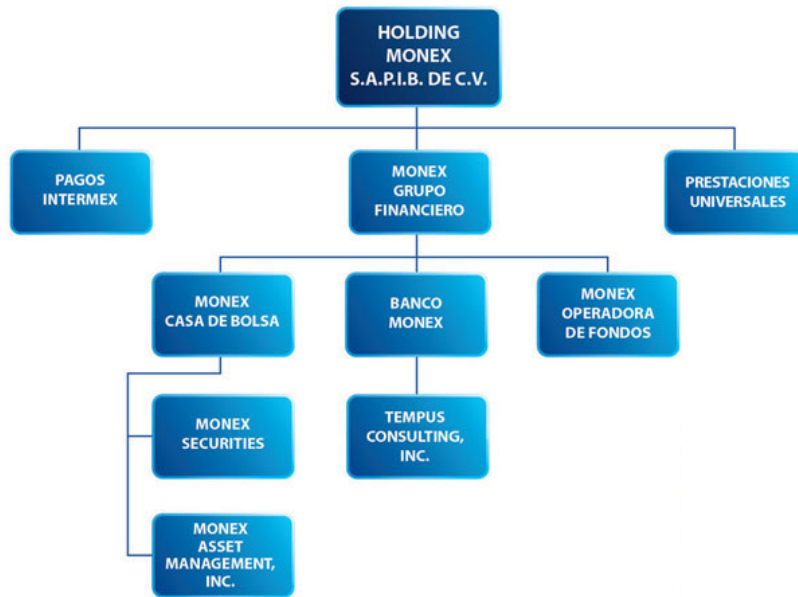 HOLDING
MONEX
S.A.P.I.B. DE C.V.
PAGOS
INTERMEX
MONEX
GRUPO
FINANCIERO
PRESTACIONES
UNIVERSALES
MONEX
CASA DE BOLSA
BANCO
MONEX
MONEX
OPERADORA
DE FONDOS
MONEX
SECURITIES
TEMPUS
CONSULTING,
INC.
MONEX
ASSET
MANAGEMENT,
INC.